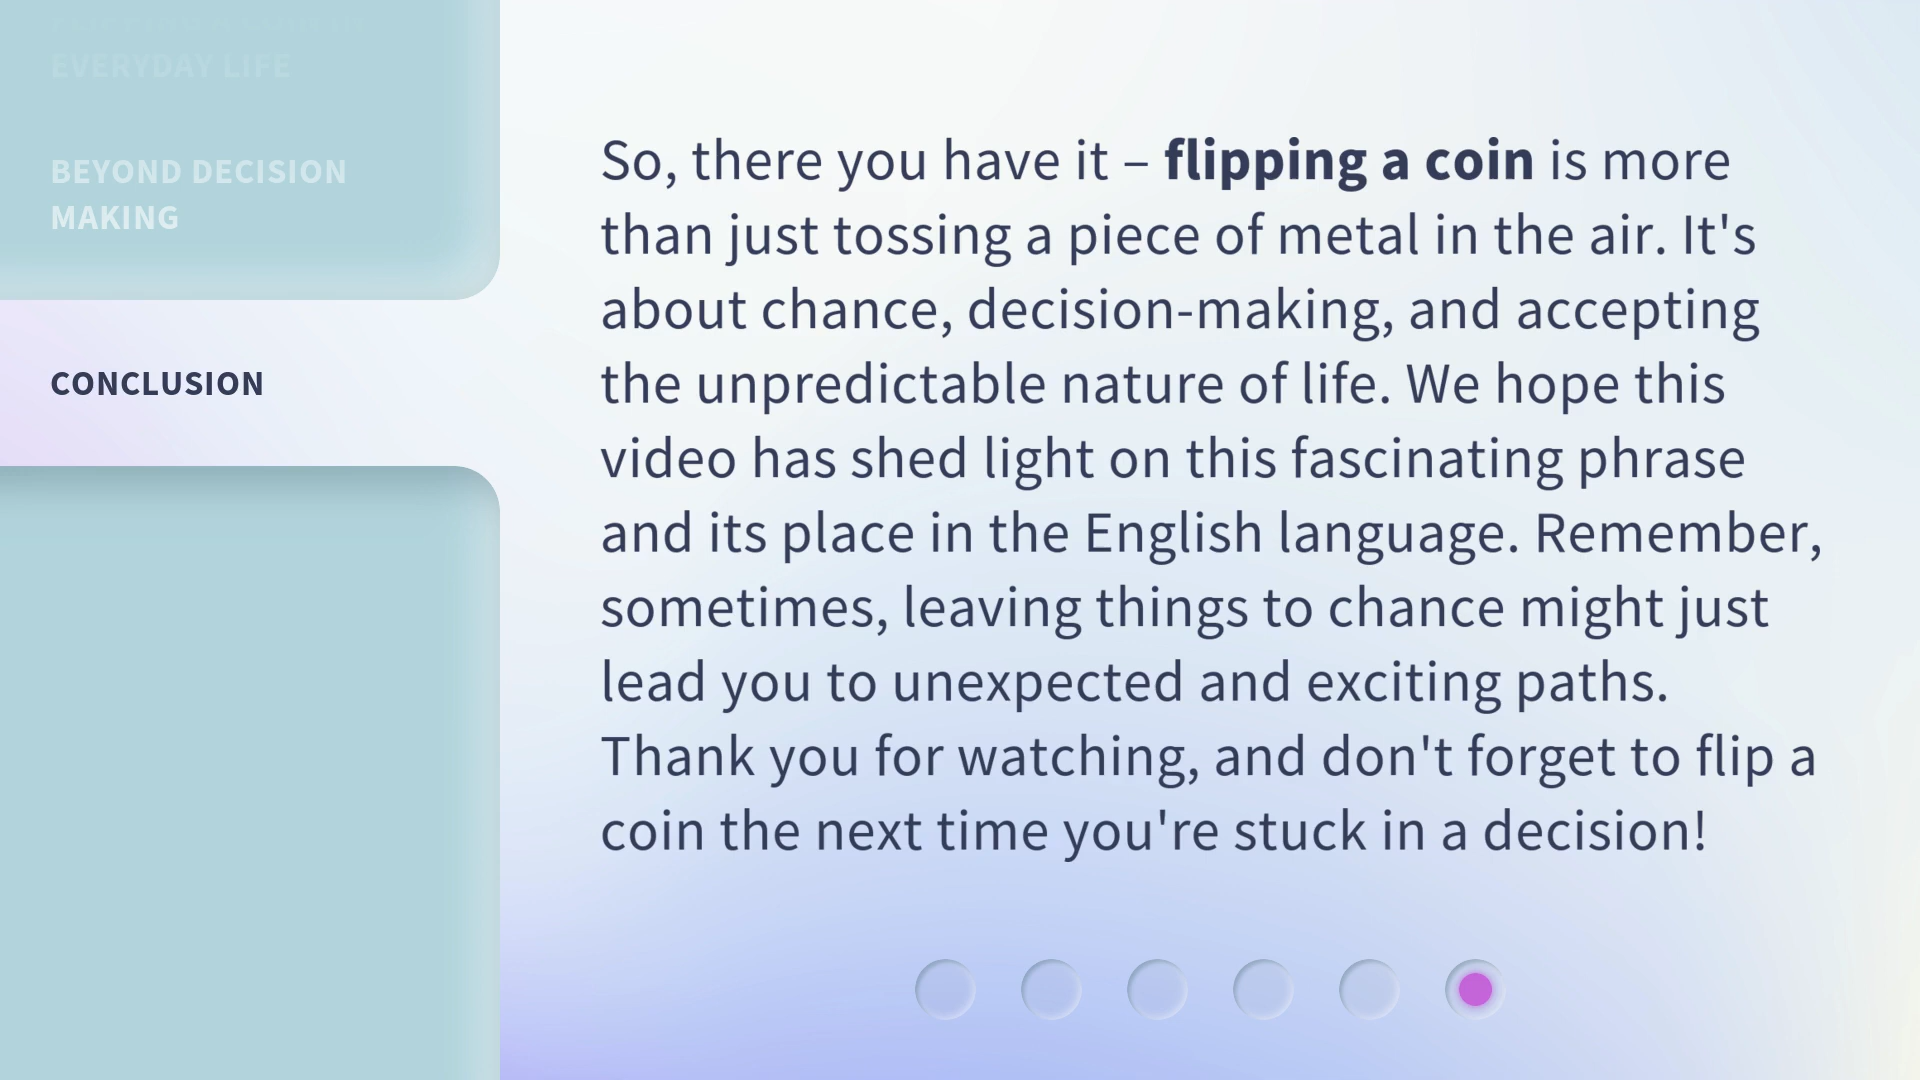 EVERYDAY LIFE
BEYOND DECISION
MAKING
CONCLUSION
So, there you have it – flipping a coin is more
than just tossing a piece of metal in the air. It's
about chance, decision-making, and accepting
the unpredictable nature of life. We hope this
video has shed light on this fascinating phrase
and its place in the English language. Remember,
sometimes, leaving things to chance might just
lead you to unexpected and exciting paths.
Thank you for watching, and don't forget to flip a
coin the next time you're stuck in a decision!